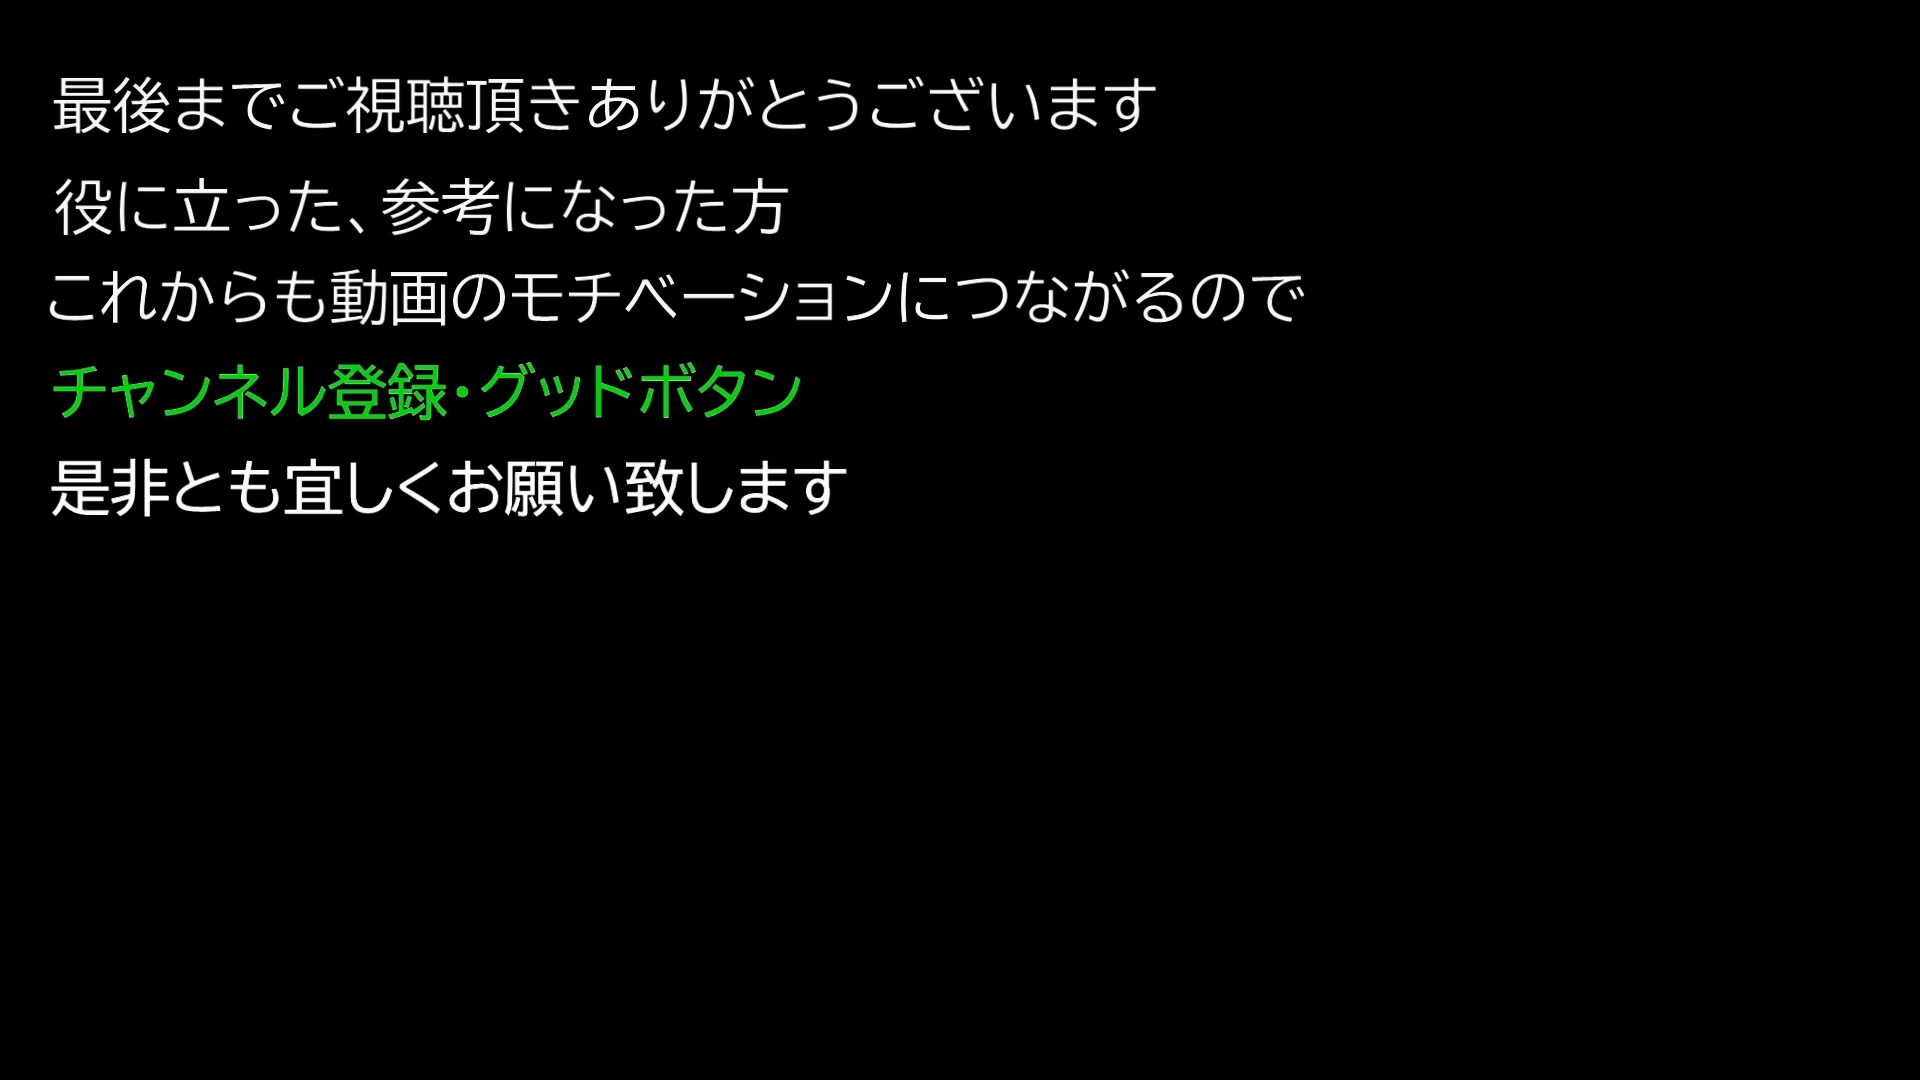 最後までご視聴頂きありがとうございます
役に立った、参考になった方
これからも動画のモチベーションにつながるので
チャンネル登録・グッドボタン
是非とも宜しくお願い致します